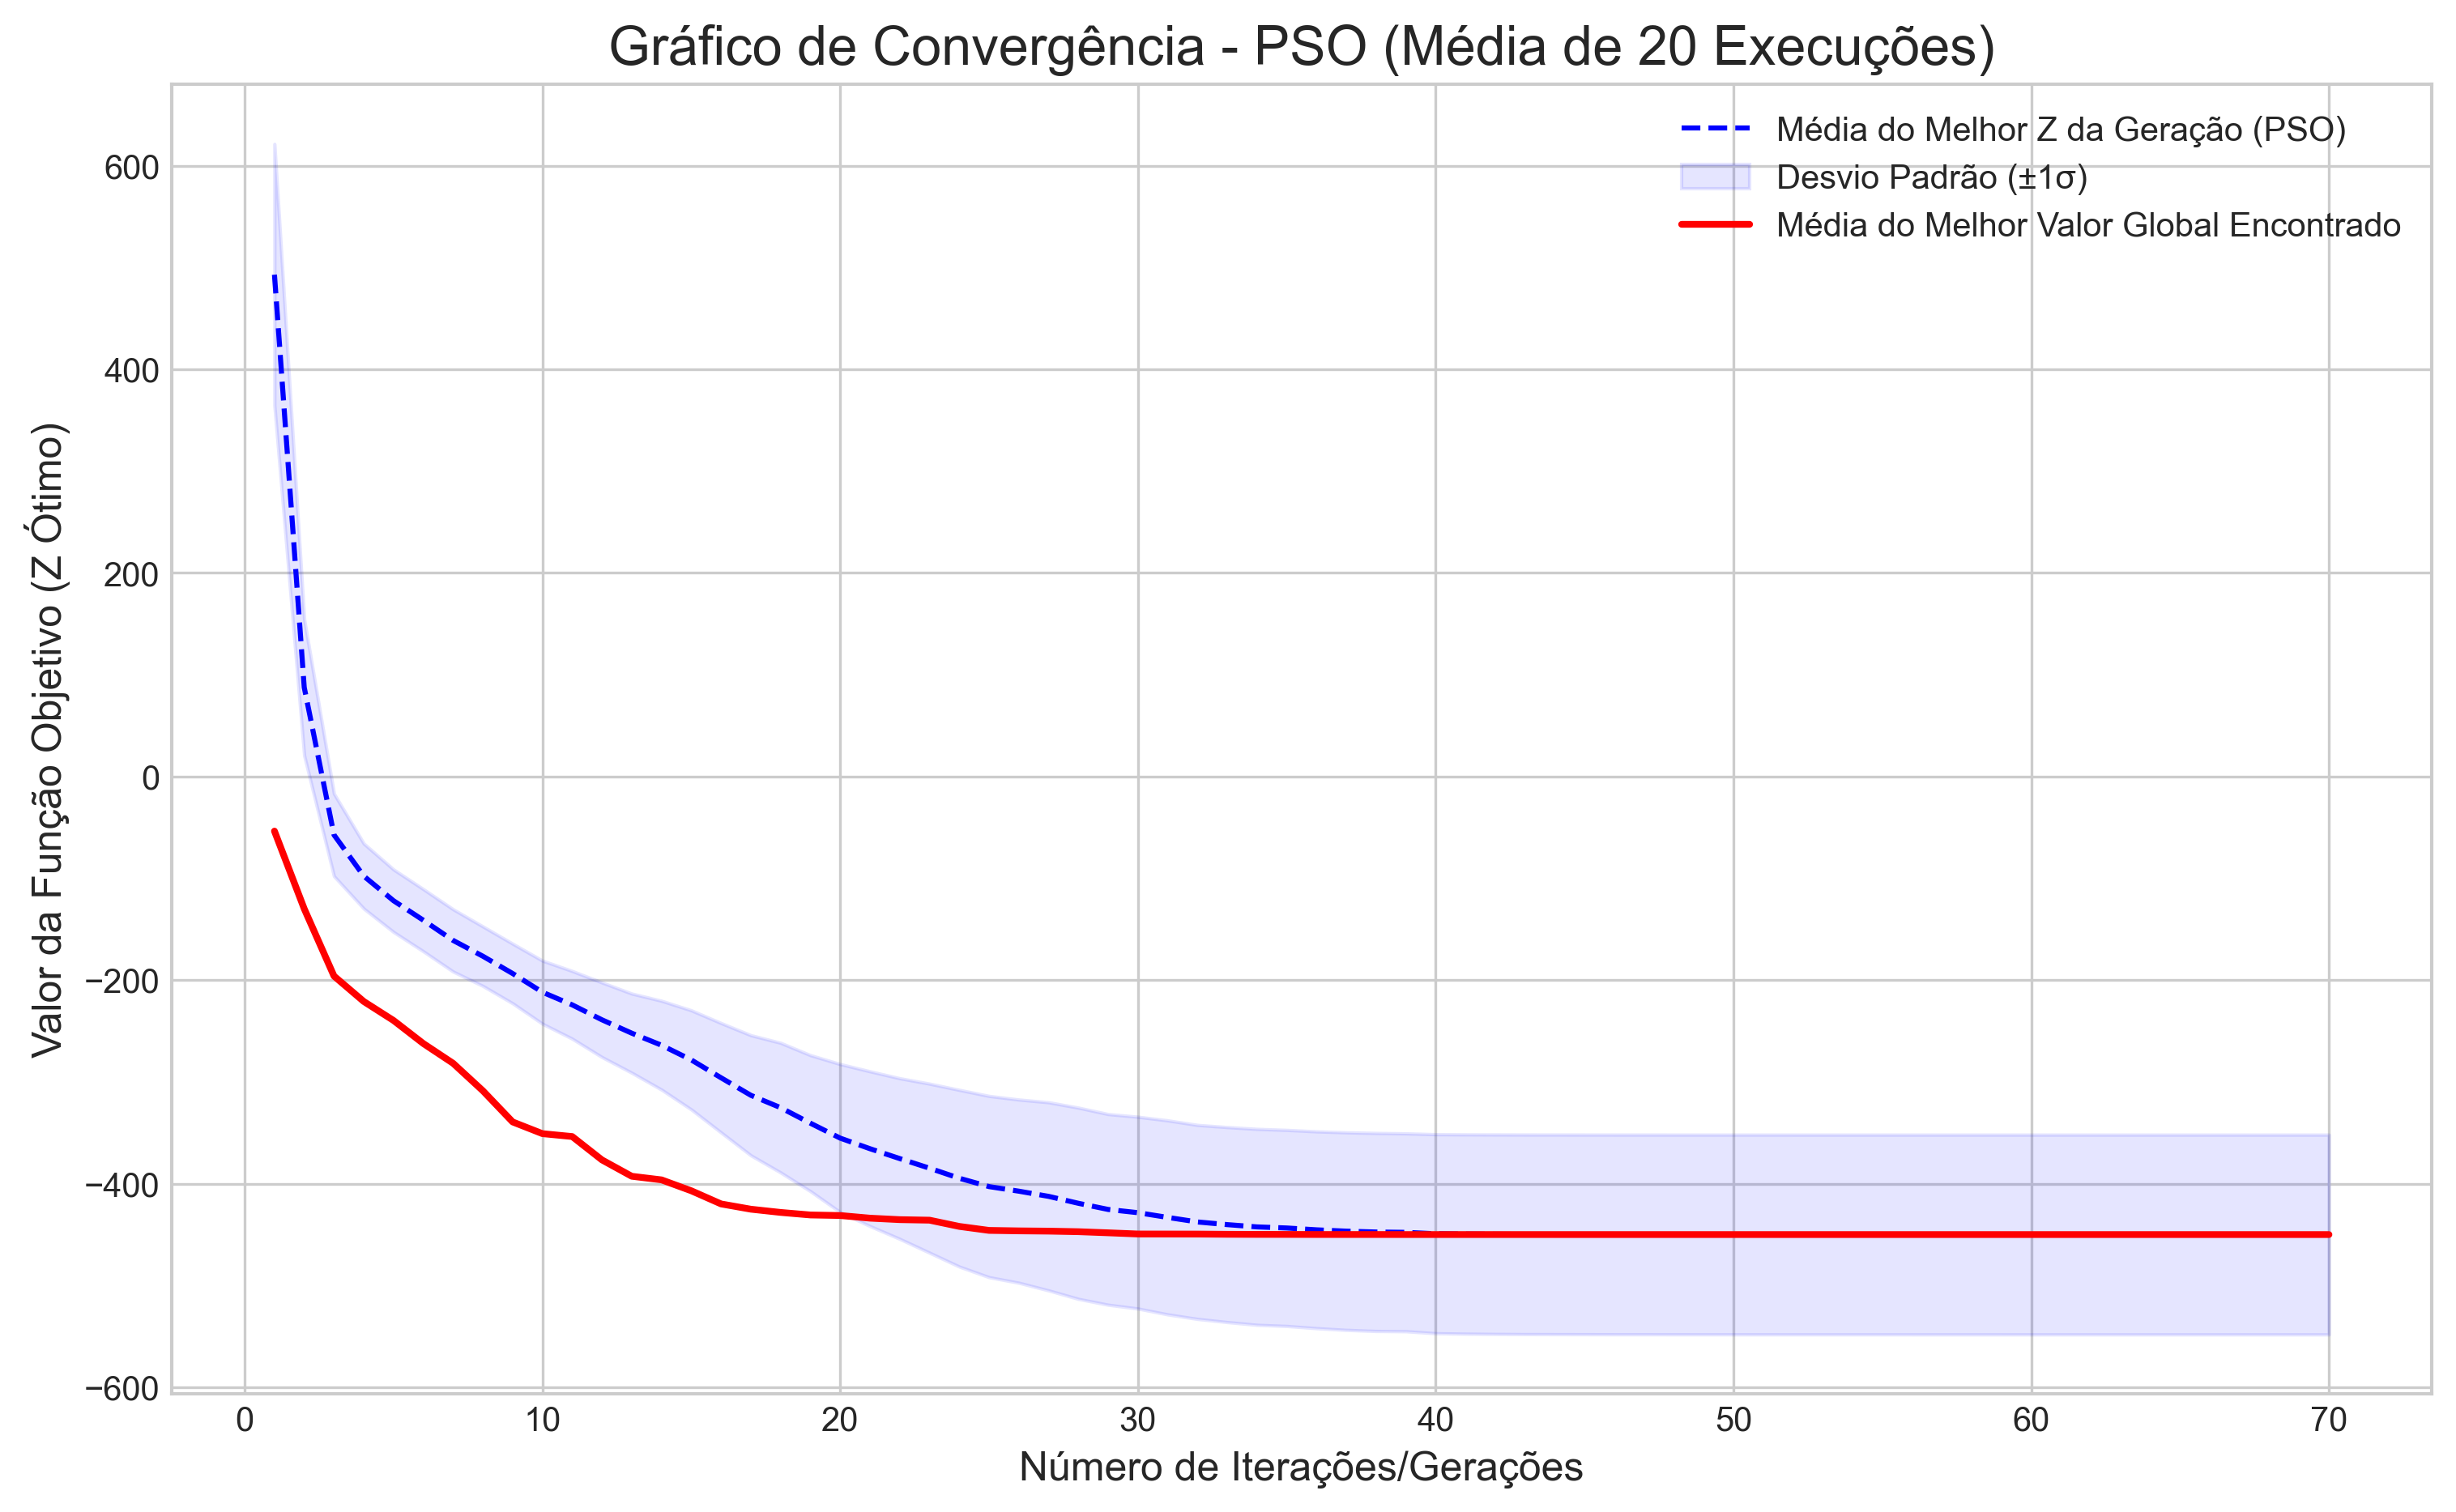 Gráfico de Convergência - PSO (Média de 20 Execuções)
Média do Melhor Z da Geração (PSO)
Desvio Padrão (±1σ)
Média do Melhor Valor Global Encontrado
Valor da Função Objetivo (Z Ótimo)
600
400
200
0
−200
−400
−600
0 10 20 30 40 50 60 70
Número de Iterações/Gerações